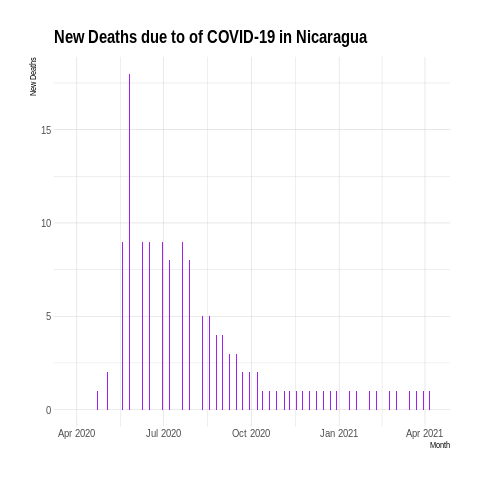 New Deaths due to of COVID-19 in Nicaragua
New Deaths
15
10
5
0
Apr 2020 Jul 2020 Oct 2020 Jan 2021 Apr 2021
Month